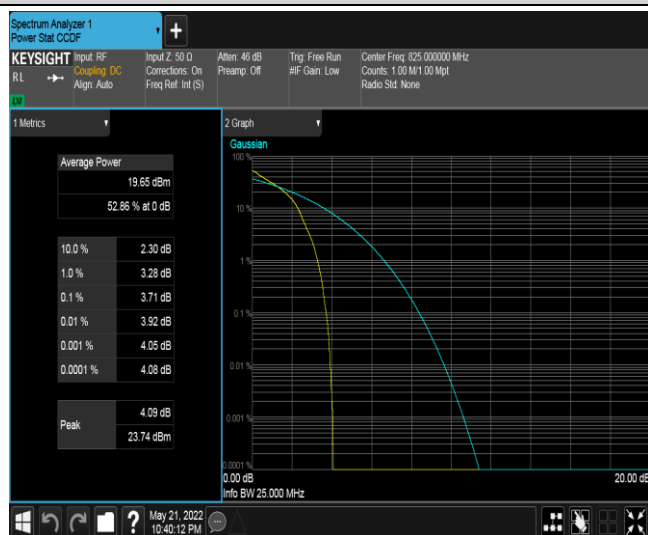 Spectrum Analyzer 1
Power Stat CCDF
KEYSIGHT
RL
Input: RF
Coupling: DC
Align: Auto
Input Z: 50 Ω
Corrections: On
Freq Ref: Int (S)
Atten: 46 dB
Preamp: Off
Trig: Free Run
#IF Gain: Low
Center Freq: 825.000000 MHz
Counts: 1.00 M/1.00 Mpt
Radio Std: None
1 Metrics
Average Power
19.65 dBm
52.86 % at 0 dB
10.0 % 2.30 dB
1.0 % 3.28 dB
0.1 % 3.71 dB
0.01 % 3.92 dB
0.001 % 4.05 dB
0.0001 % 4.08 dB
Peak
4.09 dB
23.74 dBm
2 Graph
Gaussian
100 %
10 %
1 %
0.1 %
0.01 %
0.001 %
0.0001 %
0.00 dB
20.00 dB
Info BW 25.000 MHz
May 21, 2022
10:40:12 PM